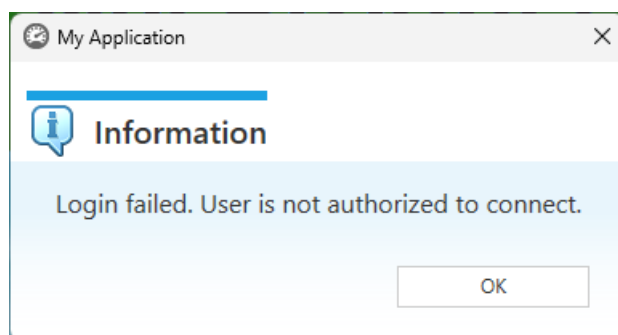 My Application
Information
Login failed. User is not authorized to connect.
OK